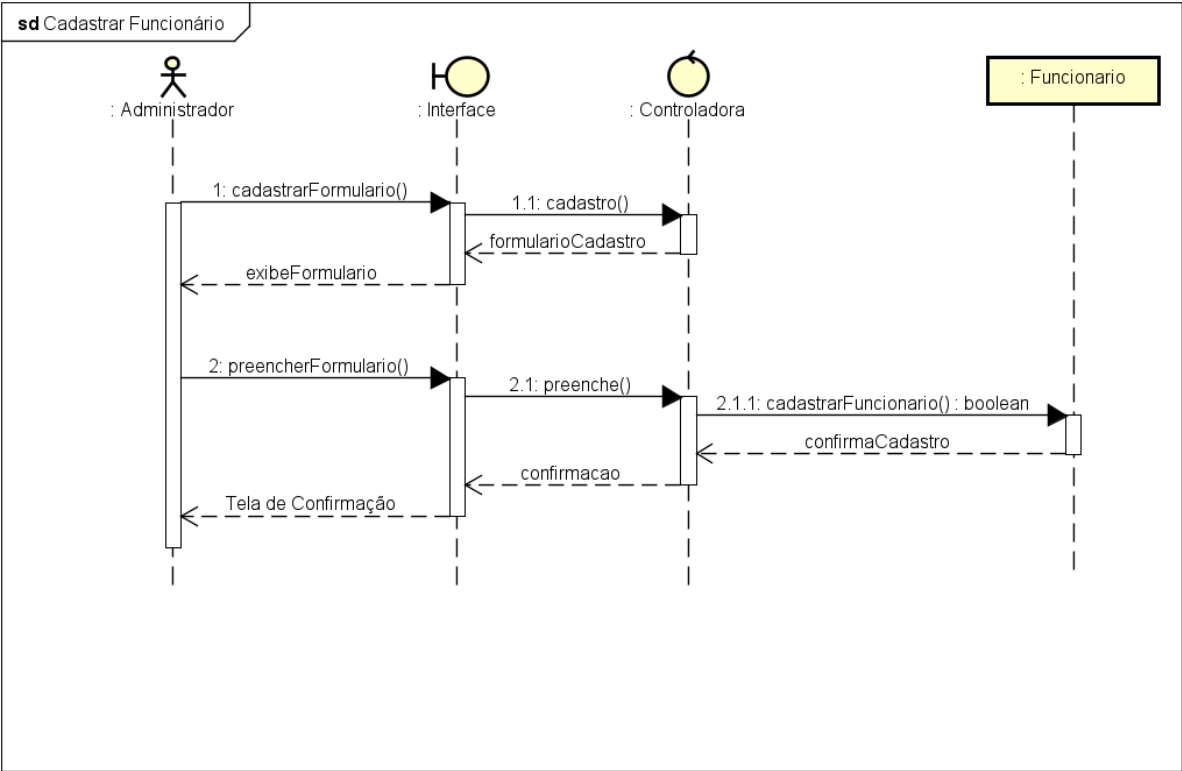 sd Cadastrar Funcionário
: Administrador
: Interface
: Controladora
: Funcionario
1: cadastrarFormulario()
1.1: cadastro()
formularioCadastro
exibeFormulario
2: preencherFormulario()
2.1: preenche()
2.1.1: cadastrarFuncionario() : boolean
confirmaCadastro
confirmacao
Tela de Confirmação